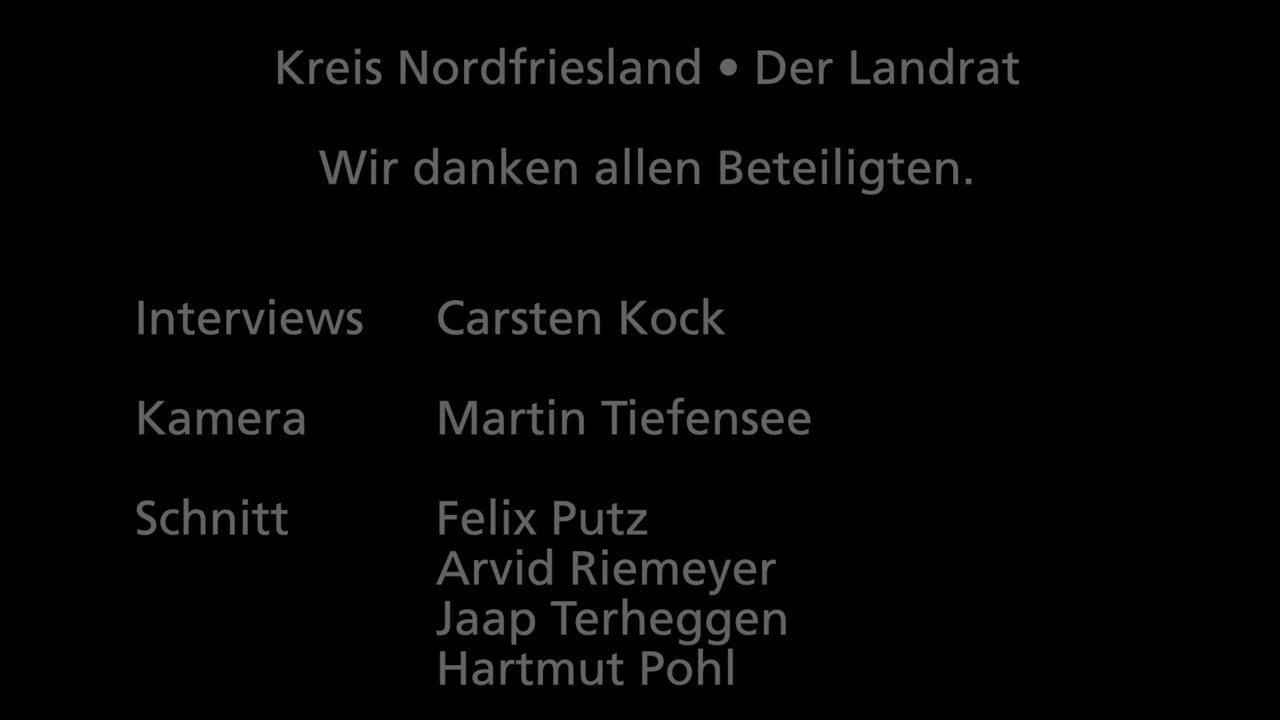 Kreis Nordfriesland • Der Landrat
Wir danken allen Beteiligten.
Interviews Carsten Kock
Kamera Martin Tiefensee
Schnitt Felix Putz
Arvid Riemeyer
Jaap Terheggen
Hartmut Pohl